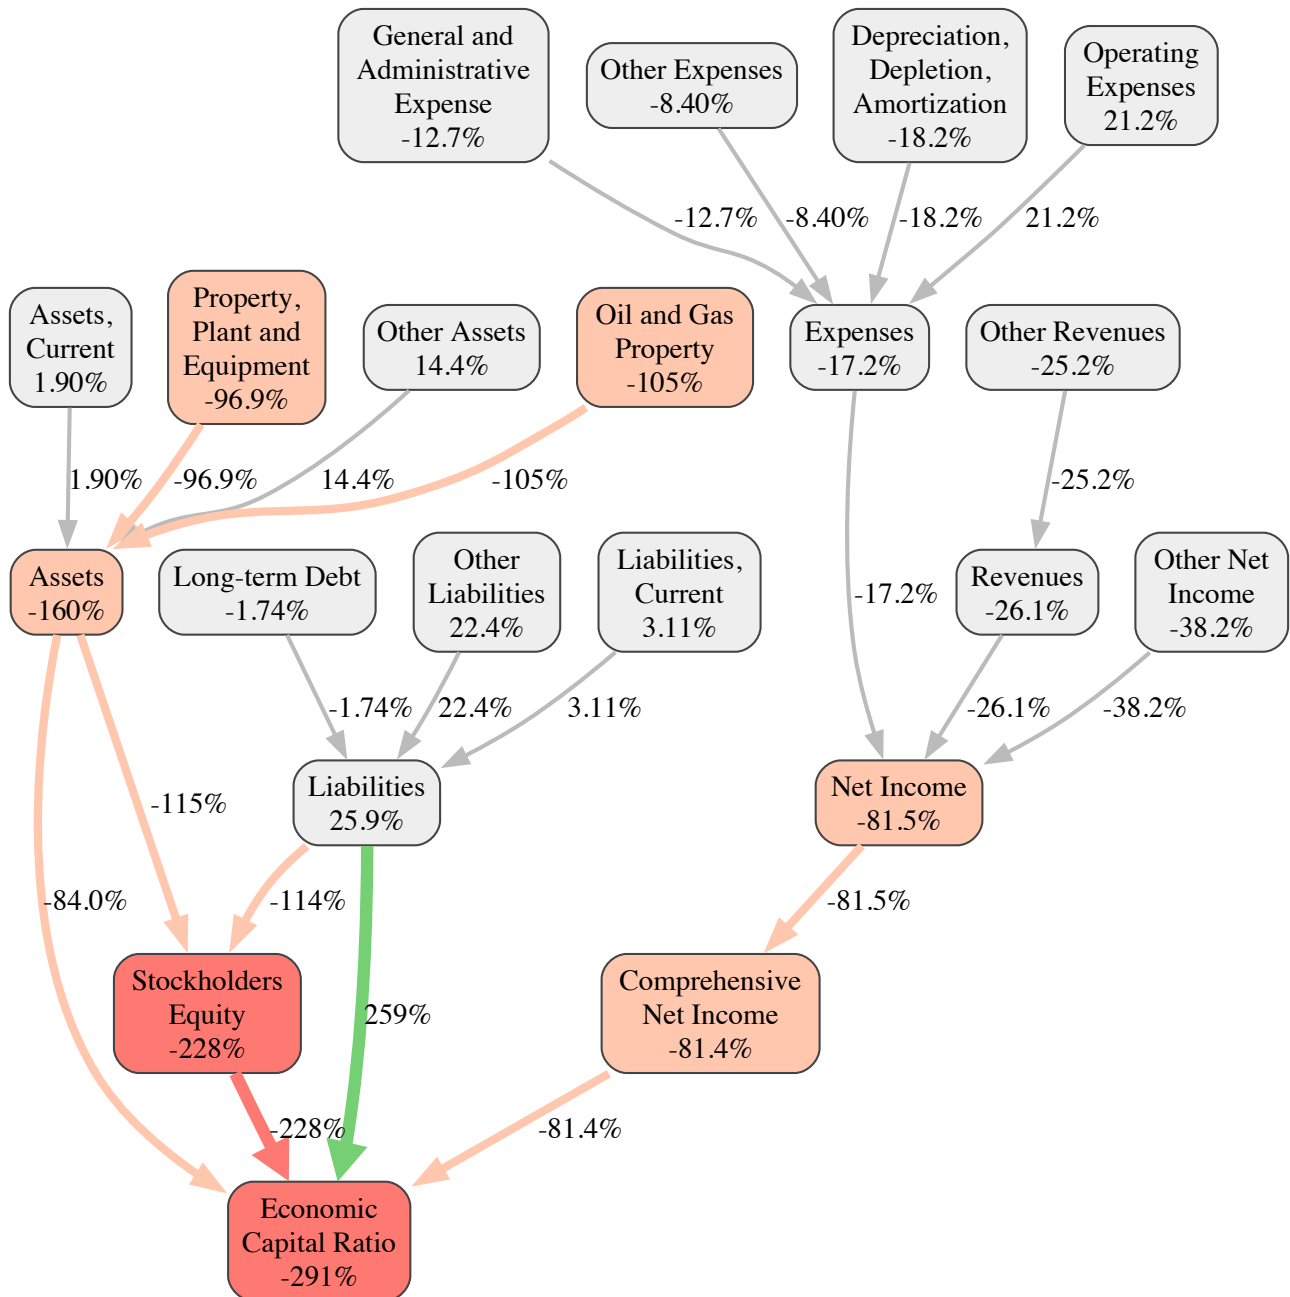 General and
Administrative
Expense
-12.7%
Other Expenses
-8.40%
Depreciation,
Depletion,
Amortization
-18.2%
Operating
Expenses
21.2%
-12.7%
-8.40%
-18.2%
21.2%
Assets,
Current
1.90%
Property,
Plant and
Equipment
-96.9%
Other Assets
14.4%
Oil and Gas
Property
-105%
Expenses
-17.2%
Other Revenues
-25.2%
1.90%
-96.9%
14.4%
-105%
-25.2%
Assets
-160%
Long-term Debt
-1.74%
Other
Liabilities
22.4%
Liabilities,
Current
3.11%
-17.2%
Revenues
-26.1%
Other Net
Income
-38.2%
-1.74%
22.4%
3.11%
-26.1%
-38.2%
-115%
Liabilities
25.9%
Net Income
-81.5%
-84.0%
-114%
-81.5%
Stockholders
Equity
-228%
259%
Comprehensive
Net Income
-81.4%
-228%
-81.4%
Economic
Capital Ratio
-291%